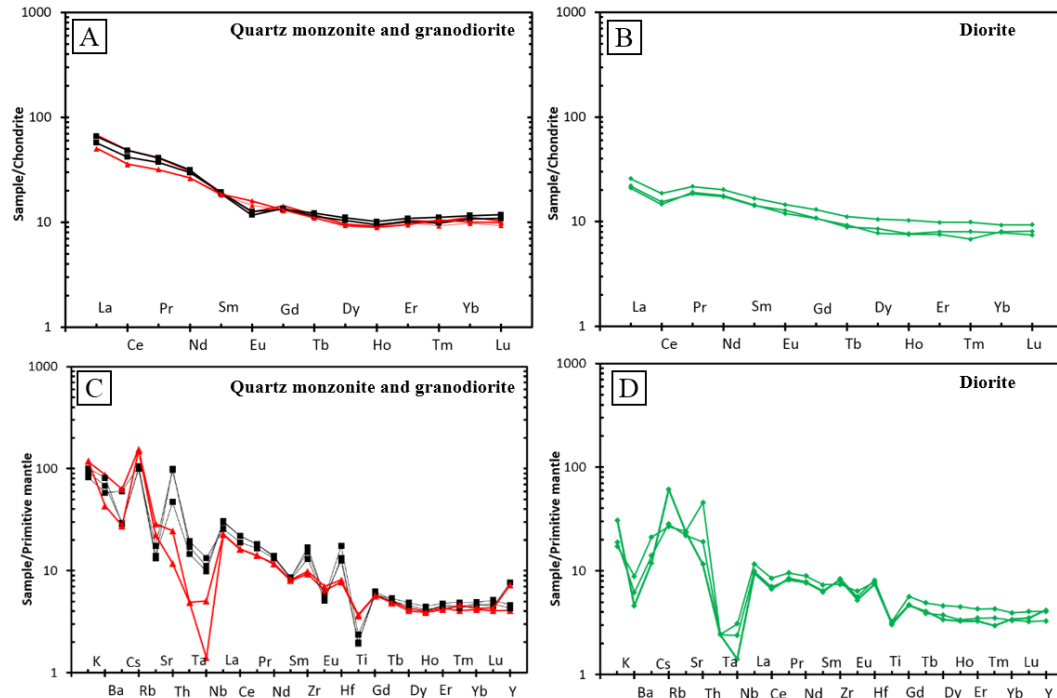 A
Quartz monzonite and granodiorite
1000
100
10
1
Sample/Chondrite
La Pr Sm Gd Dy Er Yb
Ce Nd Eu Tb Ho Tm Lu
B
Diorite
1000
100
10
1
Sample/Chondrite
La Pr Sm Gd Dy Er Yb
Ce Nd Eu Tb Ho Tm Lu
C
Quartz monzonite and granodiorite
1000
100
10
1
Sample/Primitive mantle
K Cs Sr Ta La Pr Sm Eu Ti Tb Ho Tm Lu
Ba Rb Th Nb Ce Nd Zr Hf Gd Dy Er Yb Y
D
Diorite
1000
100
10
1
Sample/Primitive mantle
K Cs Sr Ta La Pr Sm Eu Ti Tb Ho Tm Lu
Ba Rb Th Nb Ce Nd Zr Hf Gd Dy Er Yb Y